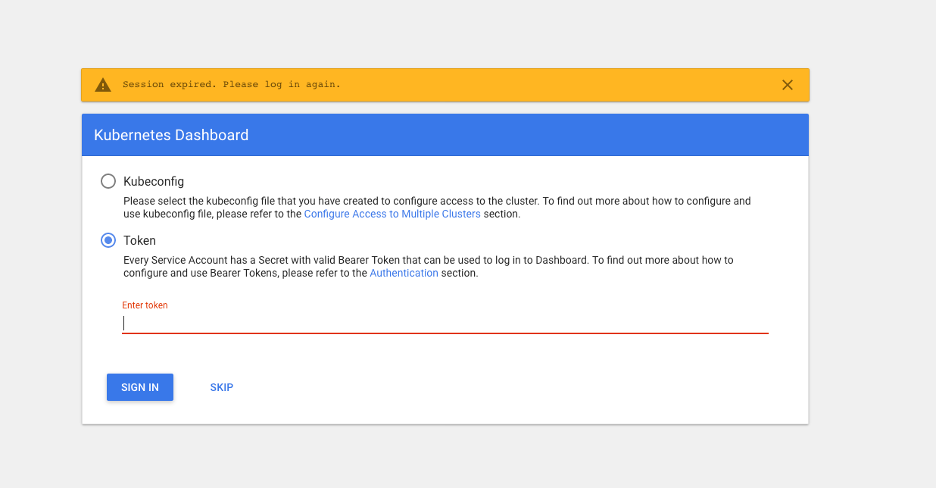 Session expired. Please log in again.
Kubernetes Dashboard
Kubeconfig
Please select the kubeconfig file that you have created to configure access to the cluster. To find out more about how to configure and
use kubeconfig file, please refer to the Configure Access to Multiple Clusters section.
Token
Every Service Account has a Secret with valid Bearer Token that can be used to log in to Dashboard. To find out more about how to
configure and use Bearer Tokens, please refer to the Authentication section.
Enter token
SIGN IN SKIP